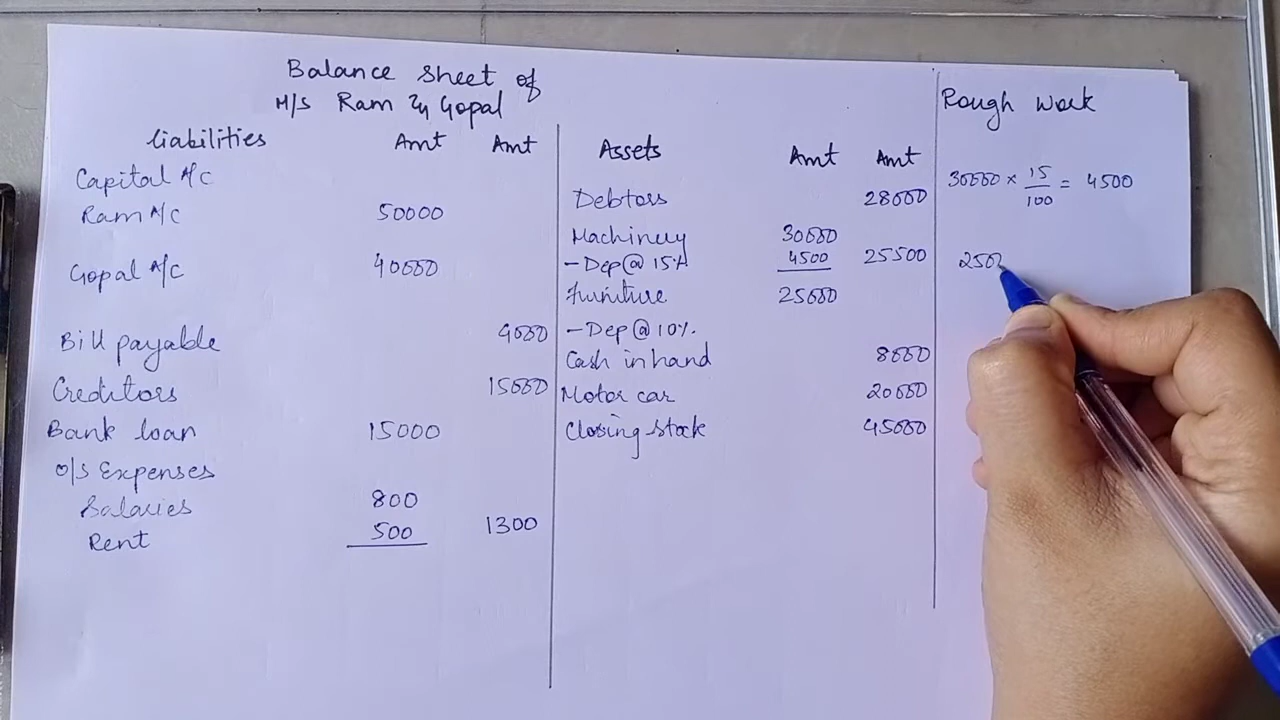 Balance sheet of
M/S Ram & Gopal
Liabilities Amt Amt
Capital A/C
Ram A/C 50000
Gopal A/C 40000
Bill payable 9000
Creditors 15000
Bank loan 15000
O/S Expenses
Salaries 800
Rent 500 1300
Assets Amt Amt
Debtors 28000
Machinery 30000
- Dep@15% 4500 25500
Furniture 25000
- Dep@10%.
Cash in hand 8000
Motor car 20000
Closing stock 45000
Rough work
30000 × 15/100 = 4500
250